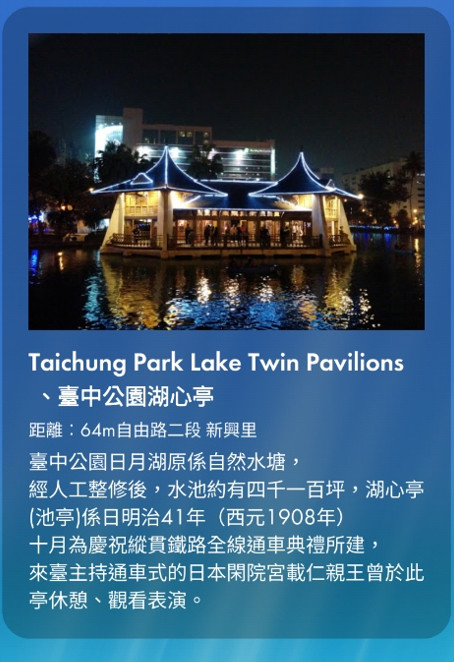 Taichung Park Lake Twin Pavilions
、臺中公園湖心亭
距離：64m自由路二段 新興里
臺中公園日月湖原係自然水塘，
經人工整修後，水池約有四千一百坪，湖心亭
(池亭)係日明治41年（西元1908年）
十月為慶祝縱貫鐵路全線通車典禮所建，
來臺主持通車式的日本閑院宮載仁親王曾於此
亭休憩、觀看表演。